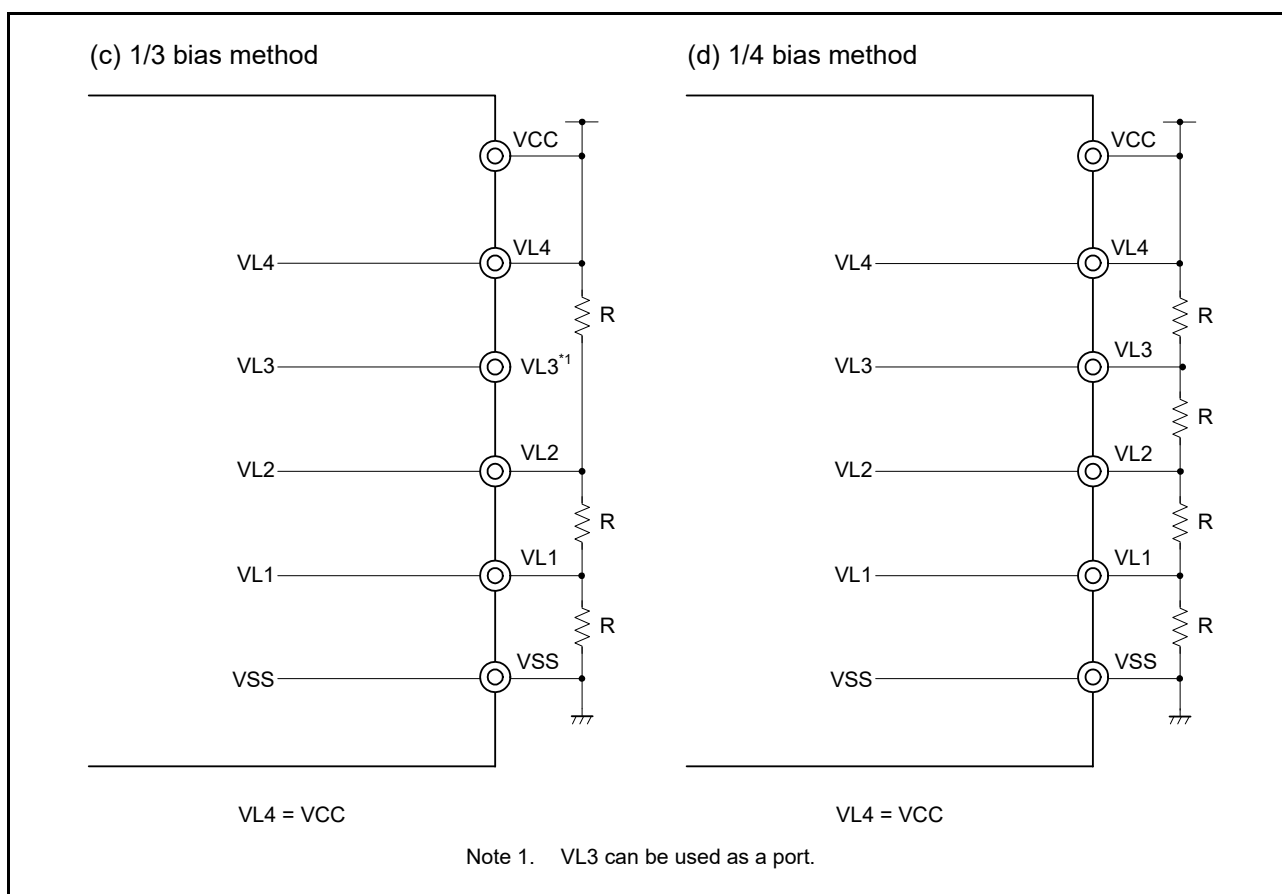 (c) 1/3 bias method
VCC
VL4 VL4
R
VL3 VL3*1
VL2 VL2
R
VL1 VL1
R
VSS VSS
VL4 = VCC
(d) 1/4 bias method
VCC
VL4 VL4
R
VL3 VL3
R
VL2 VL2
R
VL1 VL1
R
VSS VSS
VL4 = VCC
Note 1. VL3 can be used as a port.